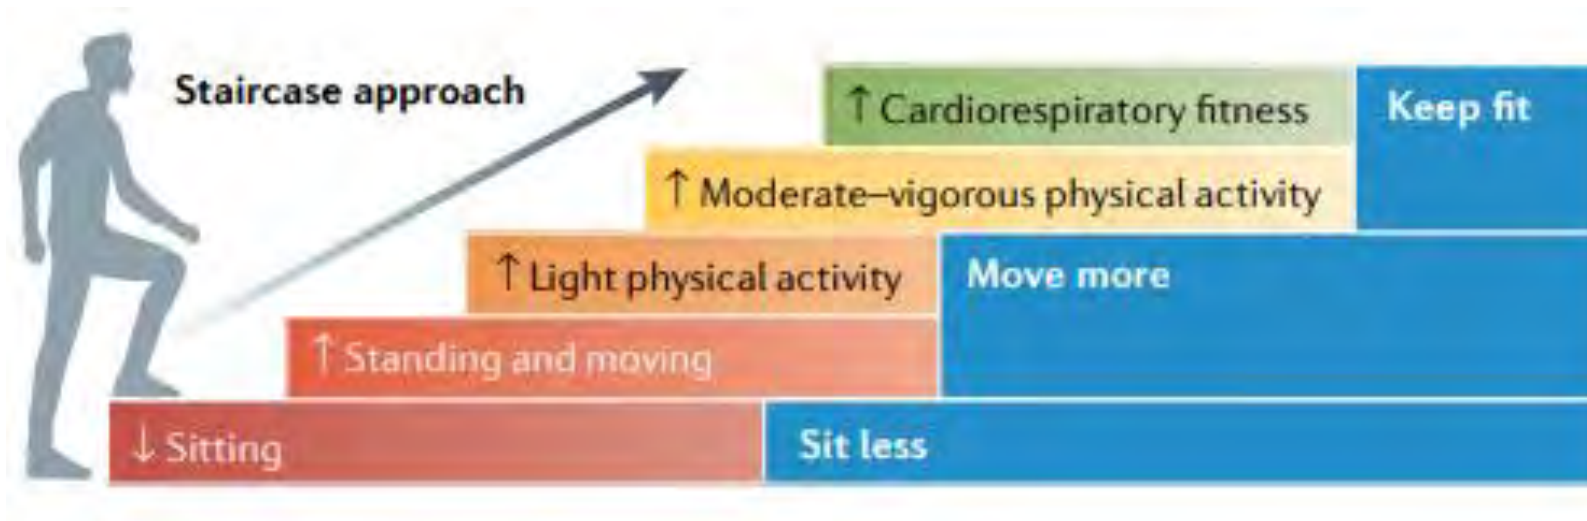 Staircase approach
↑ Cardiorespiratory fitness
Keep fit
↑ Moderate–vigorous physical activity
↑ Light physical activity
Move more
↑ Standing and moving
↓ Sitting
Sit less